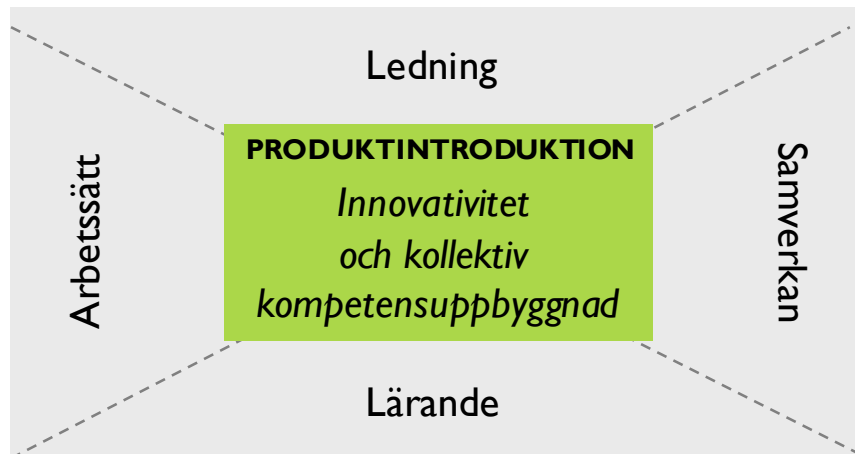 Ledning
Arbetssätt
PRODUKTINTRODUKTION
Innovativitet
och kollektiv
kompetensuppbyggnad
Samverkan
Lärande